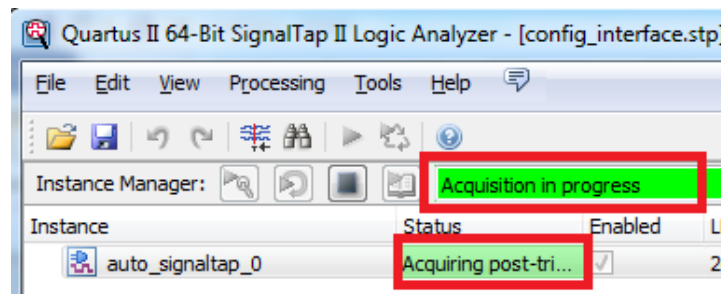 Quartus II 64-Bit SignalTap II Logic Analyzer - [config_interface.stp]
File Edit View Processing Tools Help
Instance Manager: Acquisition in progress
Instance Status Enabled
auto_signaltap_0 Acquiring post-tri... 2